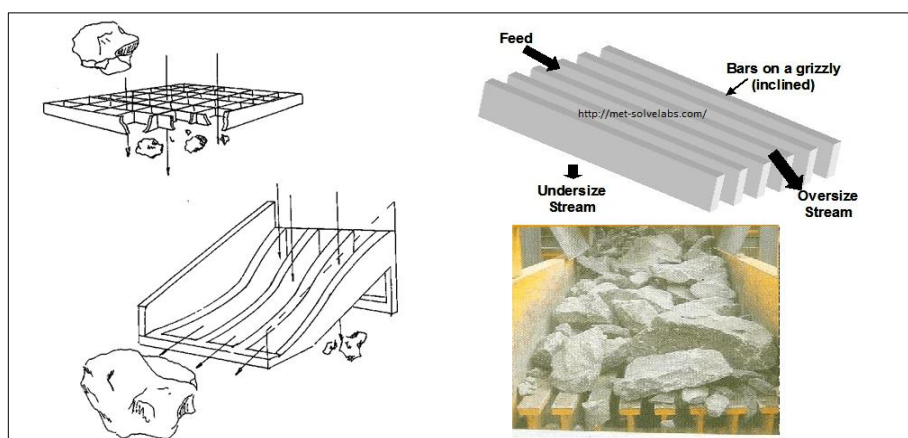 Feed
Bars on a grizzly
(inclined)
http://met-solvelabs.com/
Undersize
Stream
Oversize
Stream